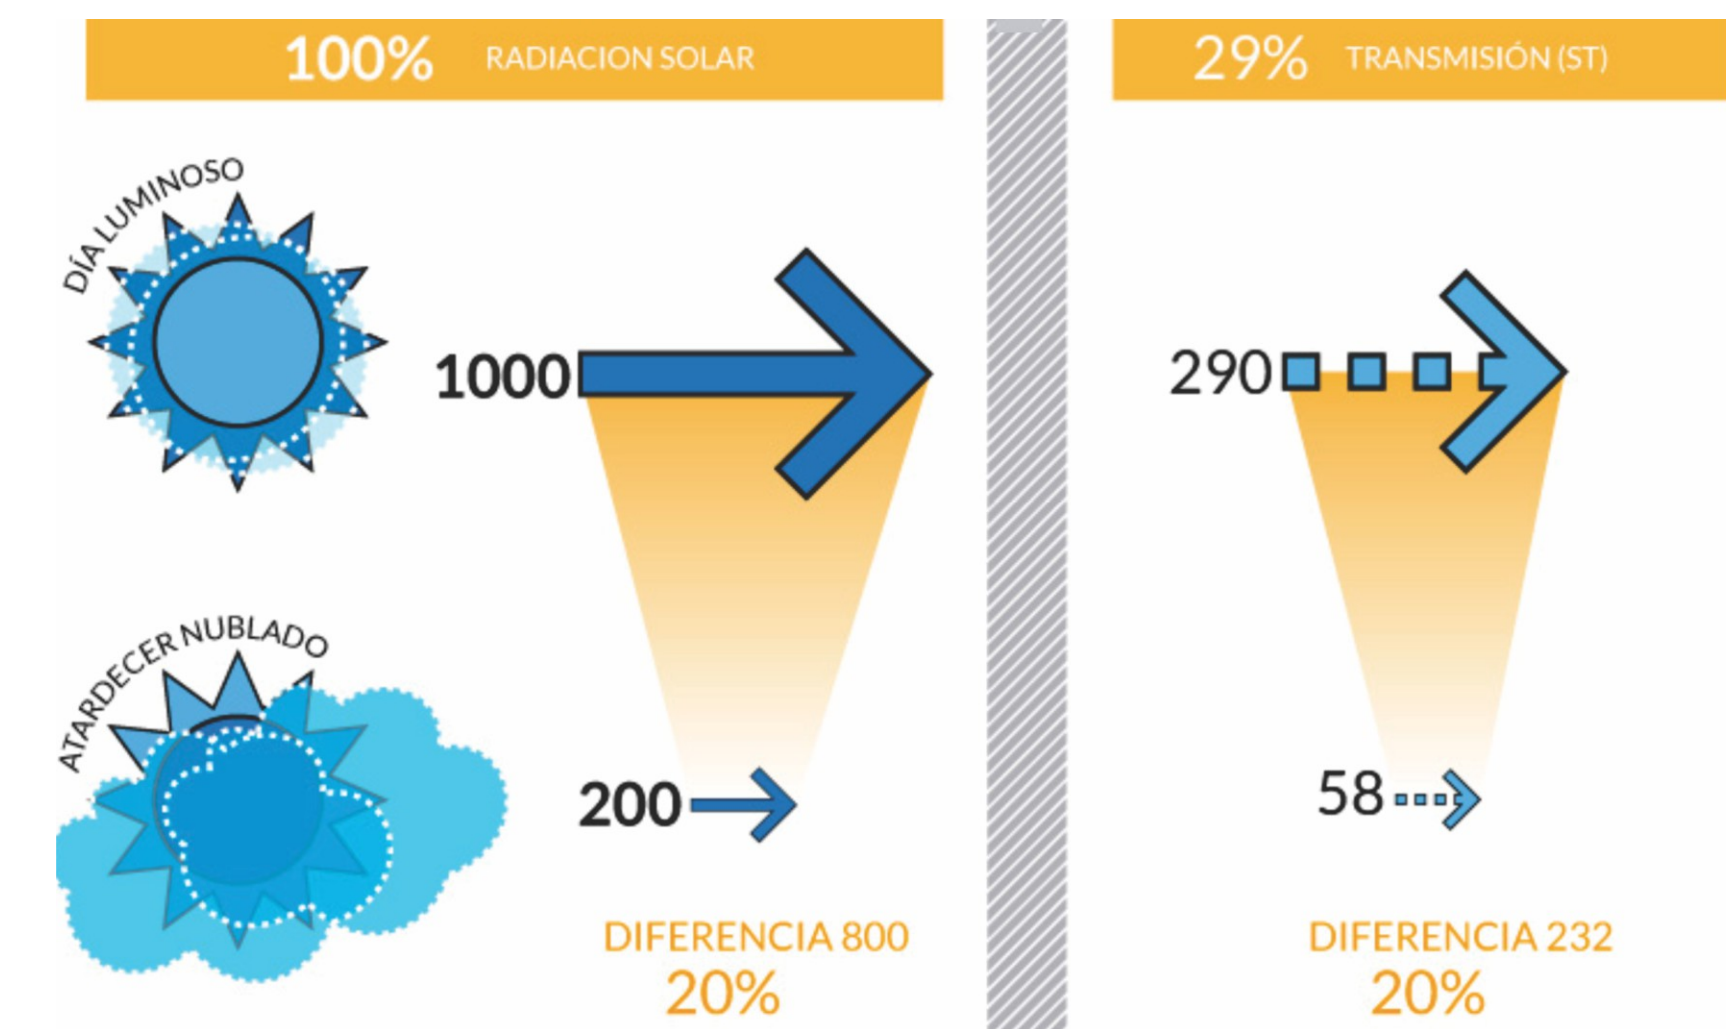 100% RADIACION SOLAR
29% TRANSMISIÓN (ST)
DÍA LUMINOSO
1000
290
ATARDECER NUBLADO
200
58
DIFERENCIA 800
20%
DIFERENCIA 232
20%